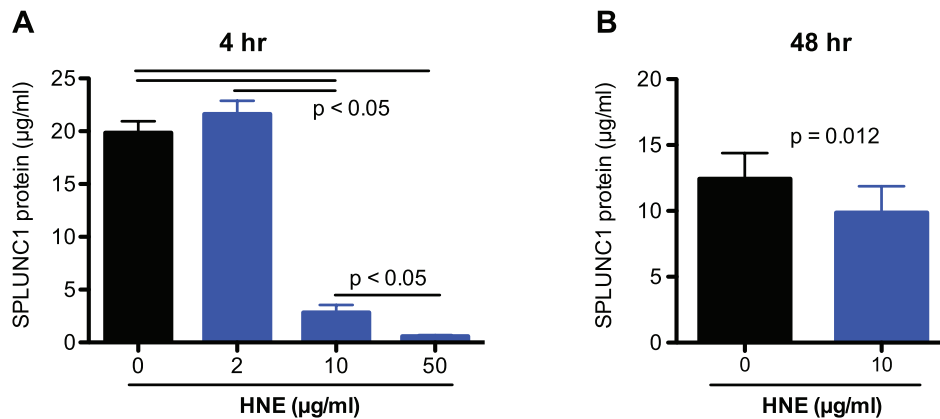 A
4 hr
SPLUNC1 protein (µg/ml)
25
20
15
10
5
0
p < 0.05
p < 0.05
0 2 10 50
HNE (µg/ml)
B
48 hr
SPLUNC1 protein (µg/ml)
20
15
10
5
0
p = 0.012
0 10
HNE (µg/ml)